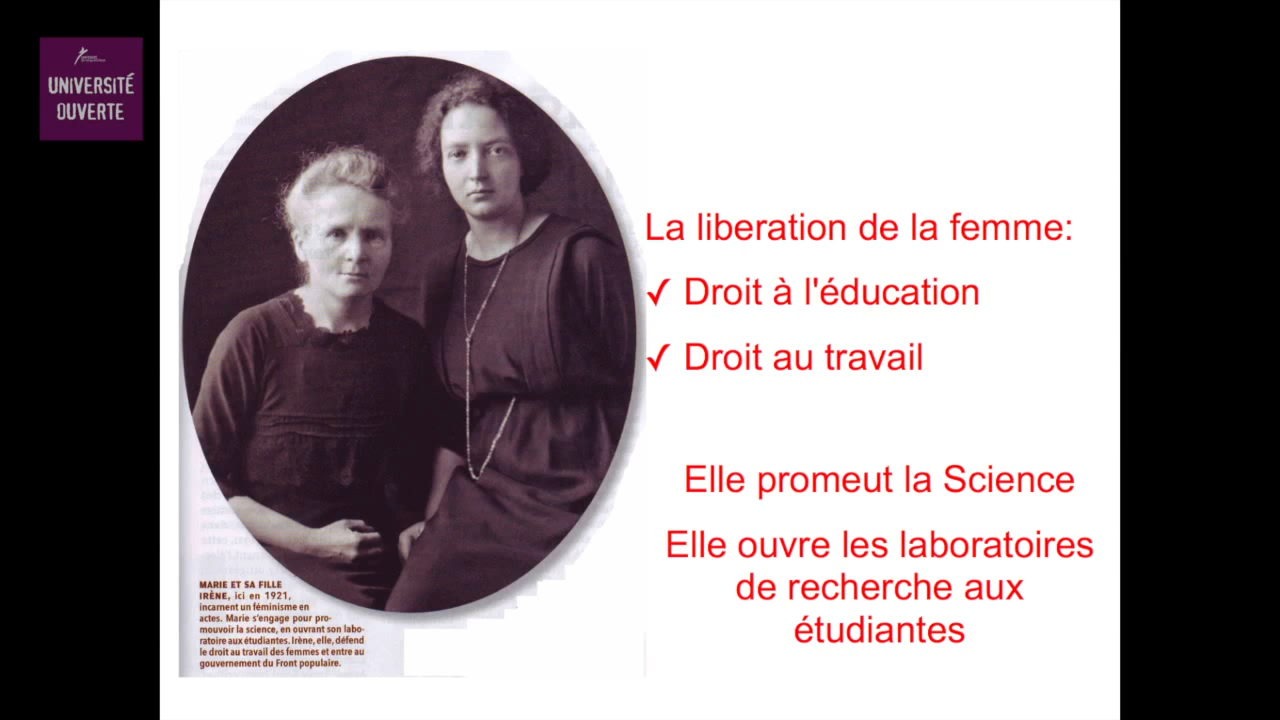 UNIVERSITÉ
OUVERTE
La liberation de la femme:
✓ Droit à l'éducation
✓ Droit au travail
Elle promeut la Science
Elle ouvre les laboratoires
de recherche aux
étudiantes
MARIE ET SA FILLE
IRÈNE, ici en 1921,
incarnent un féminisme en
actes. Marie s'engage pour pro-
mouvoir la science, en ouvrant son labo-
ratoire aux étudiantes. Irène, elle, défend
le droit au travail des femmes et entre au
gouvernement du Front populaire.